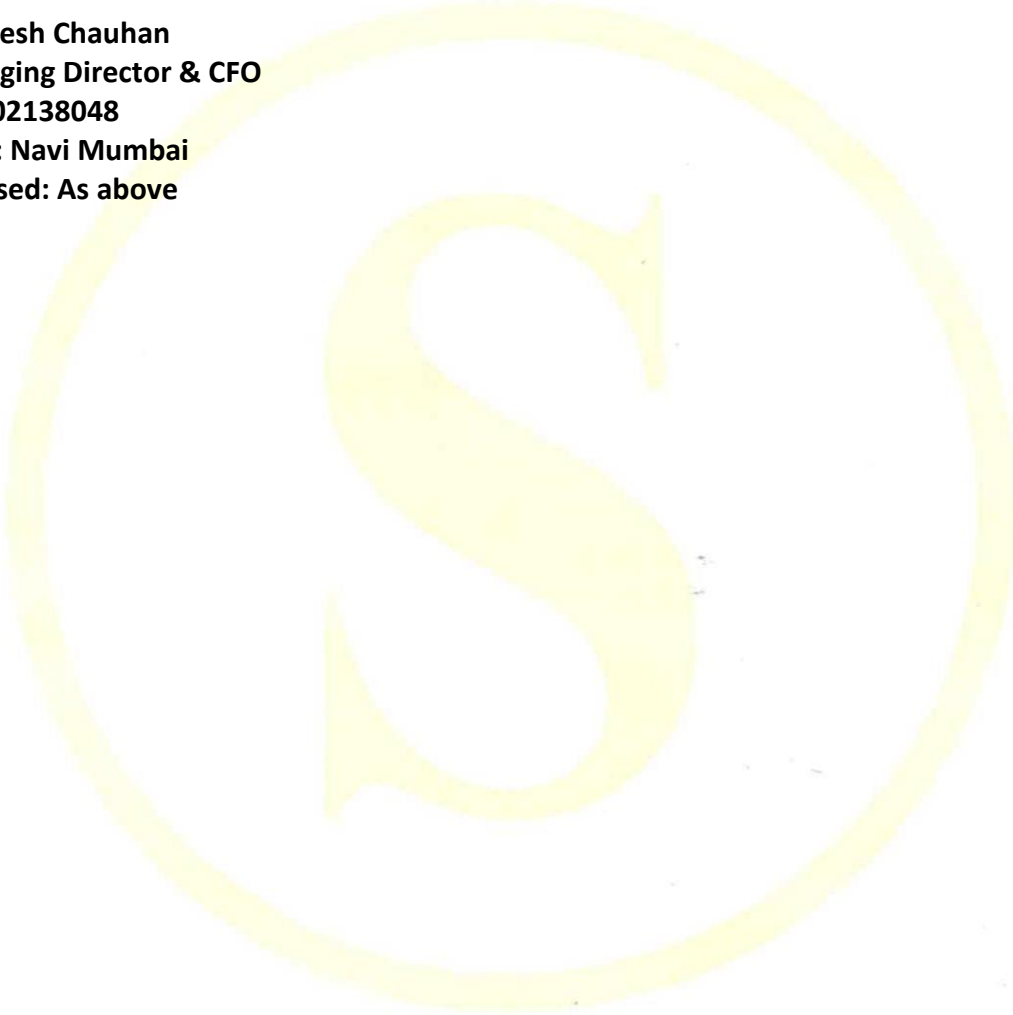 esh Chauhan
ging Director & CFO
02138048
: Navi Mumbai
sed: As above
S